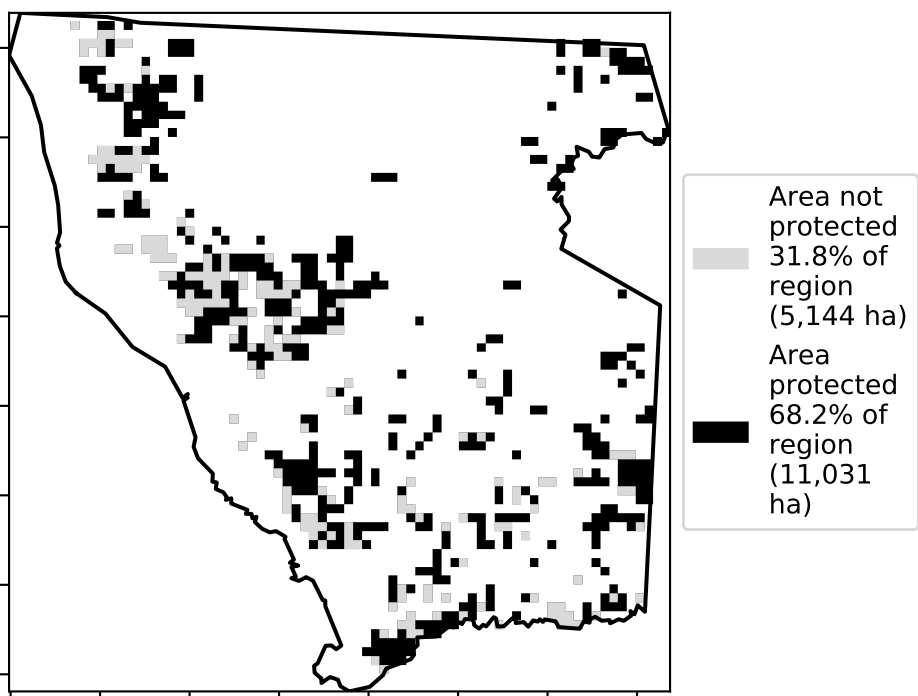 Area not
protected
31.8% of
region
(5,144 ha)
Area
protected
68.2% of
region
(11,031
ha)